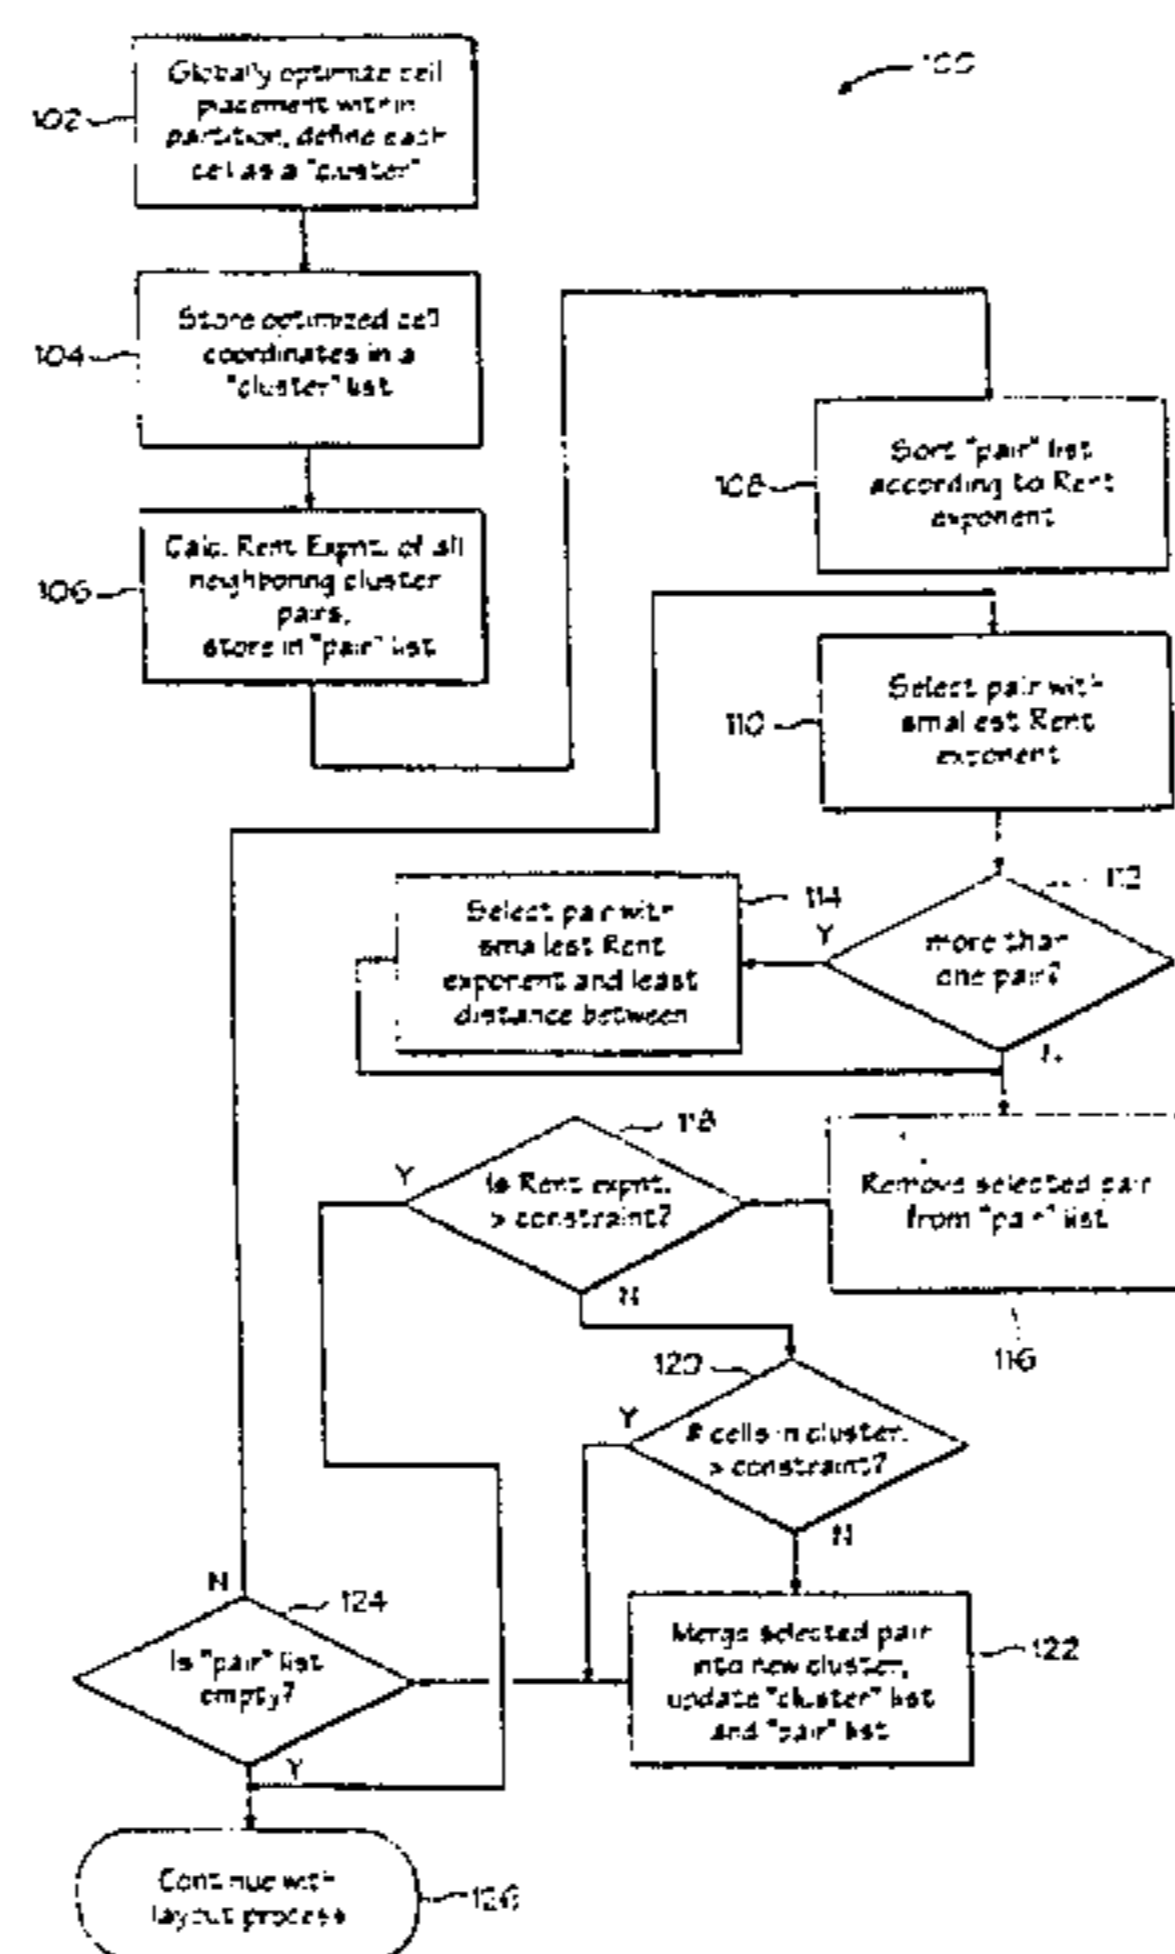 100
102
Globally optimize cell
placement within
partition, define each
cell as a "cluster"
104
Store optimized cell
coordinates in a
"cluster" list
106
Calc. Rent Expnt. of all
neighboring cluster
pairs,
store in "pair" list
108
Sort "pair" list
according to Rent
exponent
110
Select pair with
smallest Rent
exponent
112
more than
one pair?
Y
N
114
Select pair with
smallest Rent
exponent and least
distance between
116
Remove selected pair
from "pair" list
118
Is Rent expnt.
> constraint?
Y
N
120
# cells in cluster
> constraint?
Y
N
122
Merge selected pair
into new cluster,
update "cluster" list
and "pair" list
124
Is "pair" list
empty?
N
Y
126
Continue with
layout process